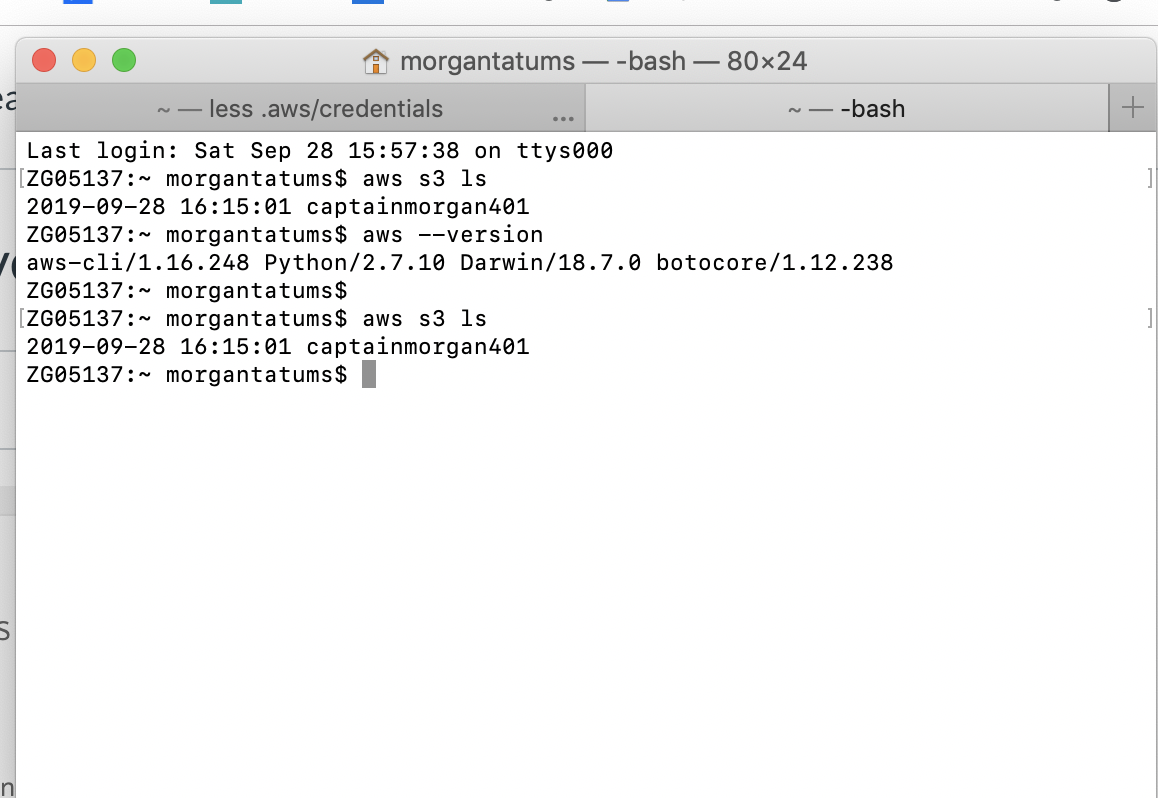 morgantatums — -bash — 80×24
~ — less .aws/credentials ...
~ — -bash
Last login: Sat Sep 28 15:57:38 on ttys000
[ZG05137:~ morgantatums$ aws s3 ls ]
2019-09-28 16:15:01 captainmorgan401
ZG05137:~ morgantatums$ aws --version
aws-cli/1.16.248 Python/2.7.10 Darwin/18.7.0 botocore/1.12.238
ZG05137:~ morgantatums$
[ZG05137:~ morgantatums$ aws s3 ls ]
2019-09-28 16:15:01 captainmorgan401
ZG05137:~ morgantatums$